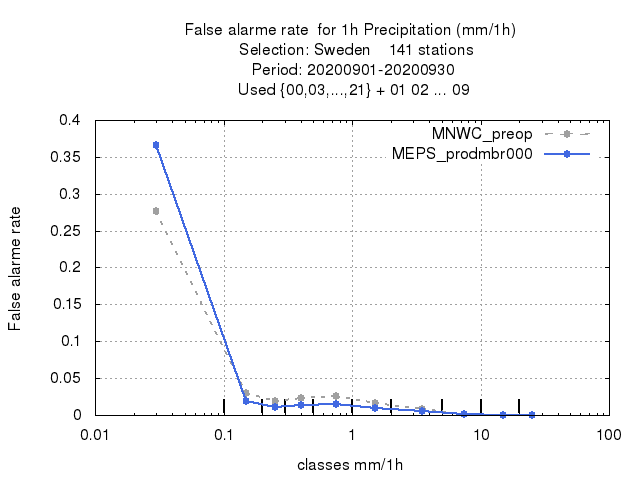 False alarme rate  for 1h Precipitation (mm/1h)
Selection: Sweden    141 stations
Period: 20200901-20200930
Used {00,03,...,21} + 01 02 ... 09
MNWC_preop
MEPS_prodmbr000
False alarme rate
0.4
0.35
0.3
0.25
0.2
0.15
0.1
0.05
0
0.01
0.1
1
10
100
classes mm/1h